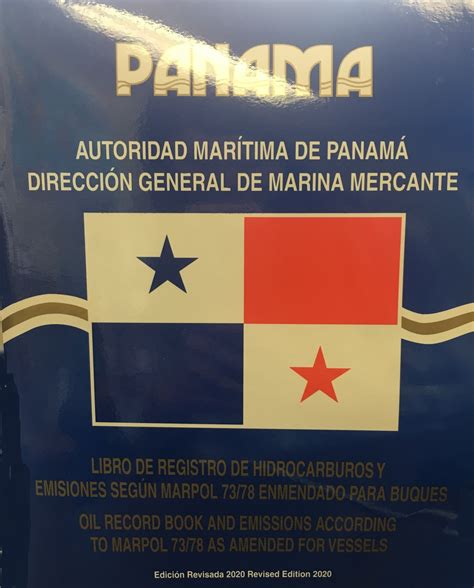 PANAMA
AUTORIDAD MARÍTIMA DE PANAMÁ
DIRECCIÓN GENERAL DE MARINA MERCANTE
LIBRO DE REGISTRO DE HIDROCARBUROS Y
EMISIONES SEGÚN MARPOL 73/78 ENMENDADO PARA BUQUES
OIL RECORD BOOK AND EMISSIONS ACCORDING
TO MARPOL 73/78 AS AMENDED FOR VESSELS
Edición Revisada 2020 Revised Edition 2020